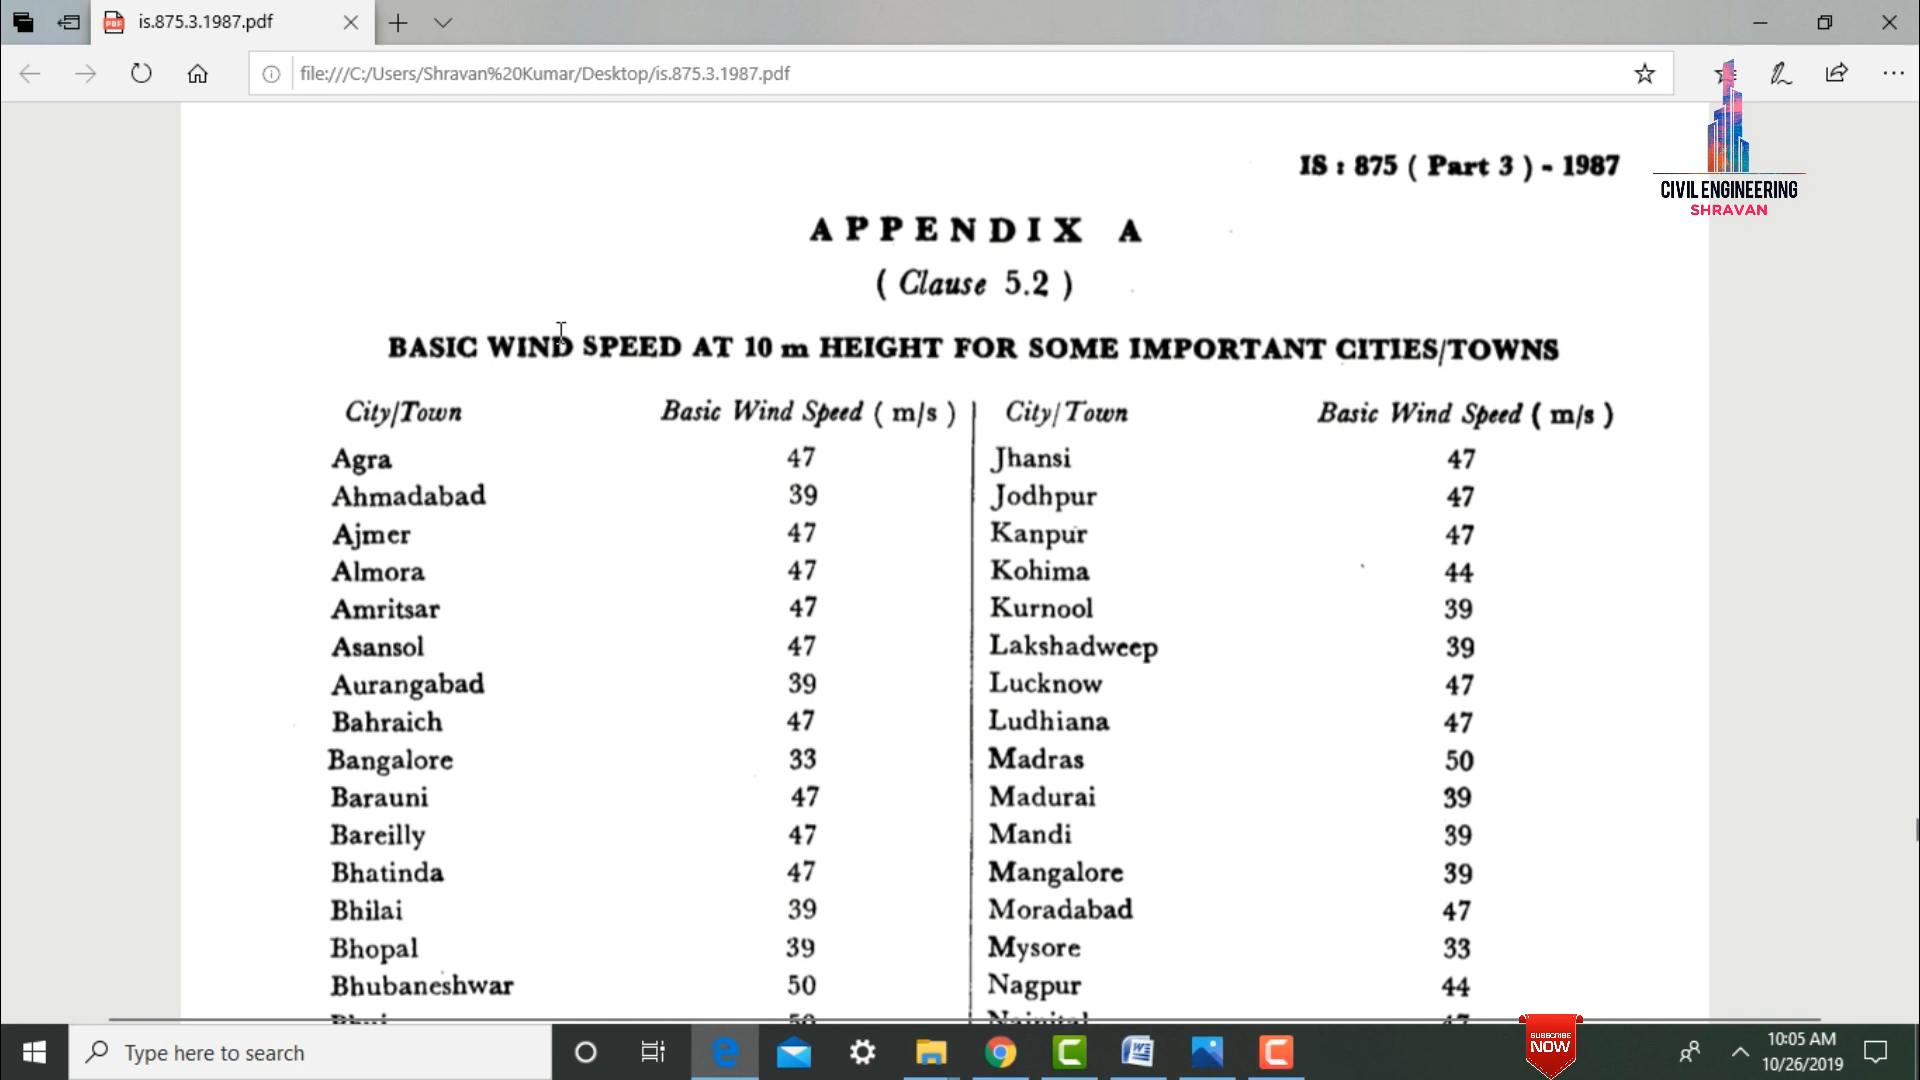 is.875.3.1987.pdf
file:///C:/Users/Shravan%20Kumar/Desktop/is.875.3.1987.pdf
CIVIL ENGINEERING
SHRAVAN
IS : 875 ( Part 3 ) - 1987
APPENDIX A
( Clause 5.2 )
BASIC WIND SPEED AT 10 m HEIGHT FOR SOME IMPORTANT CITIES/TOWNS
City/Town Basic Wind Speed ( m/s ) City/Town Basic Wind Speed ( m/s )
Agra 47 Jhansi 47
Ahmadabad 39 Jodhpur 47
Ajmer 47 Kanpur 47
Almora 47 Kohima 44
Amritsar 47 Kurnool 39
Asansol 47 Lakshadweep 39
Aurangabad 39 Lucknow 47
Bahraich 47 Ludhiana 47
Bangalore 33 Madras 50
Barauni 47 Madurai 39
Bareilly 47 Mandi 39
Bhatinda 47 Mangalore 39
Bhilai 39 Moradabad 47
Bhopal 39 Mysore 33
Bhubaneshwar 50 Nagpur 44
Type here to search
SUBSCRIBE
NOW
10:05 AM
10/26/2019